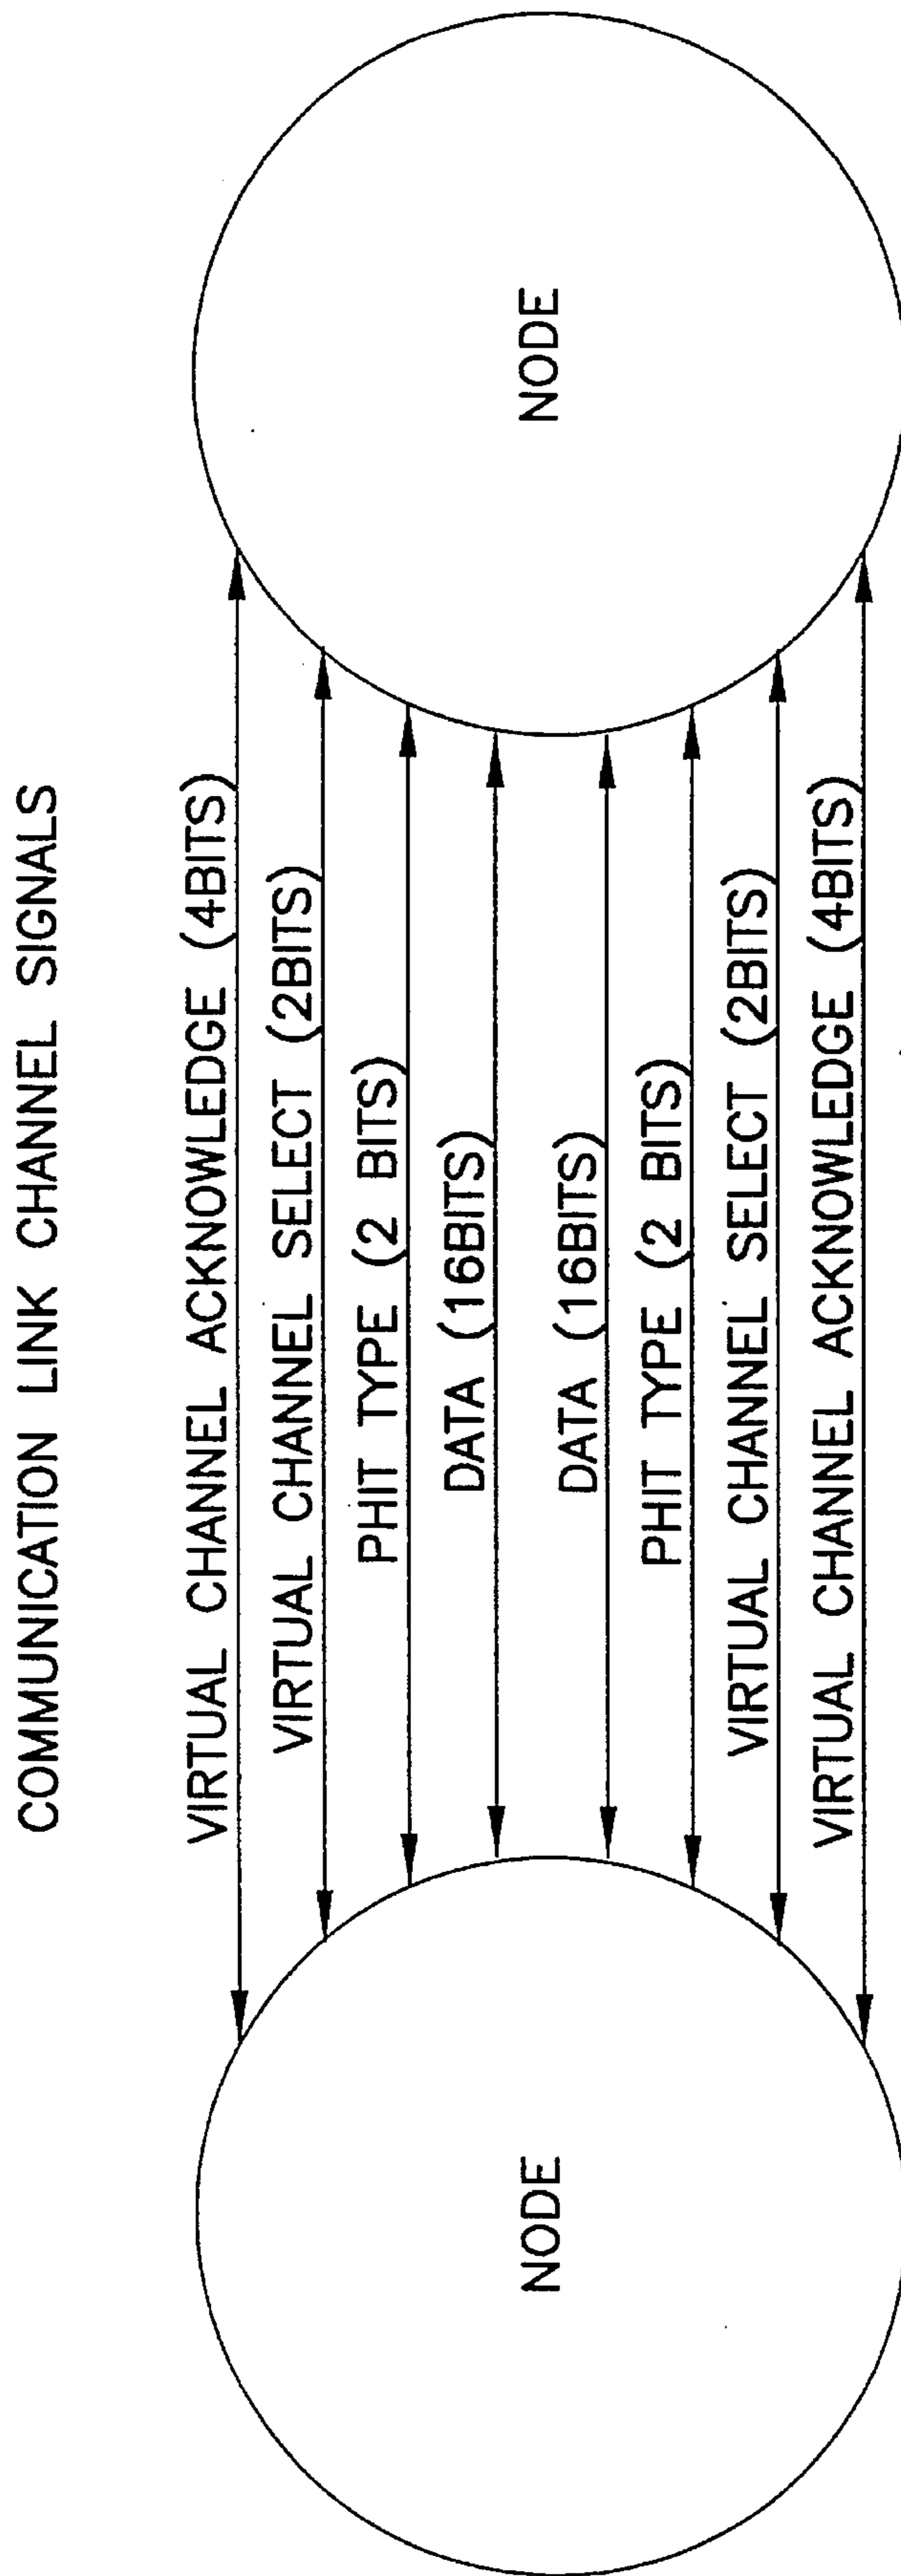 COMMUNICATION LINK CHANNEL SIGNALS
VIRTUAL CHANNEL ACKNOWLEDGE (4BITS)
VIRTUAL CHANNEL SELECT (2BITS)
PHIT TYPE (2 BITS)
DATA (16BITS)
NODE
NODE
DATA (16BITS)
PHIT TYPE (2 BITS)
VIRTUAL CHANNEL SELECT (2BITS)
VIRTUAL CHANNEL ACKNOWLEDGE (4BITS)